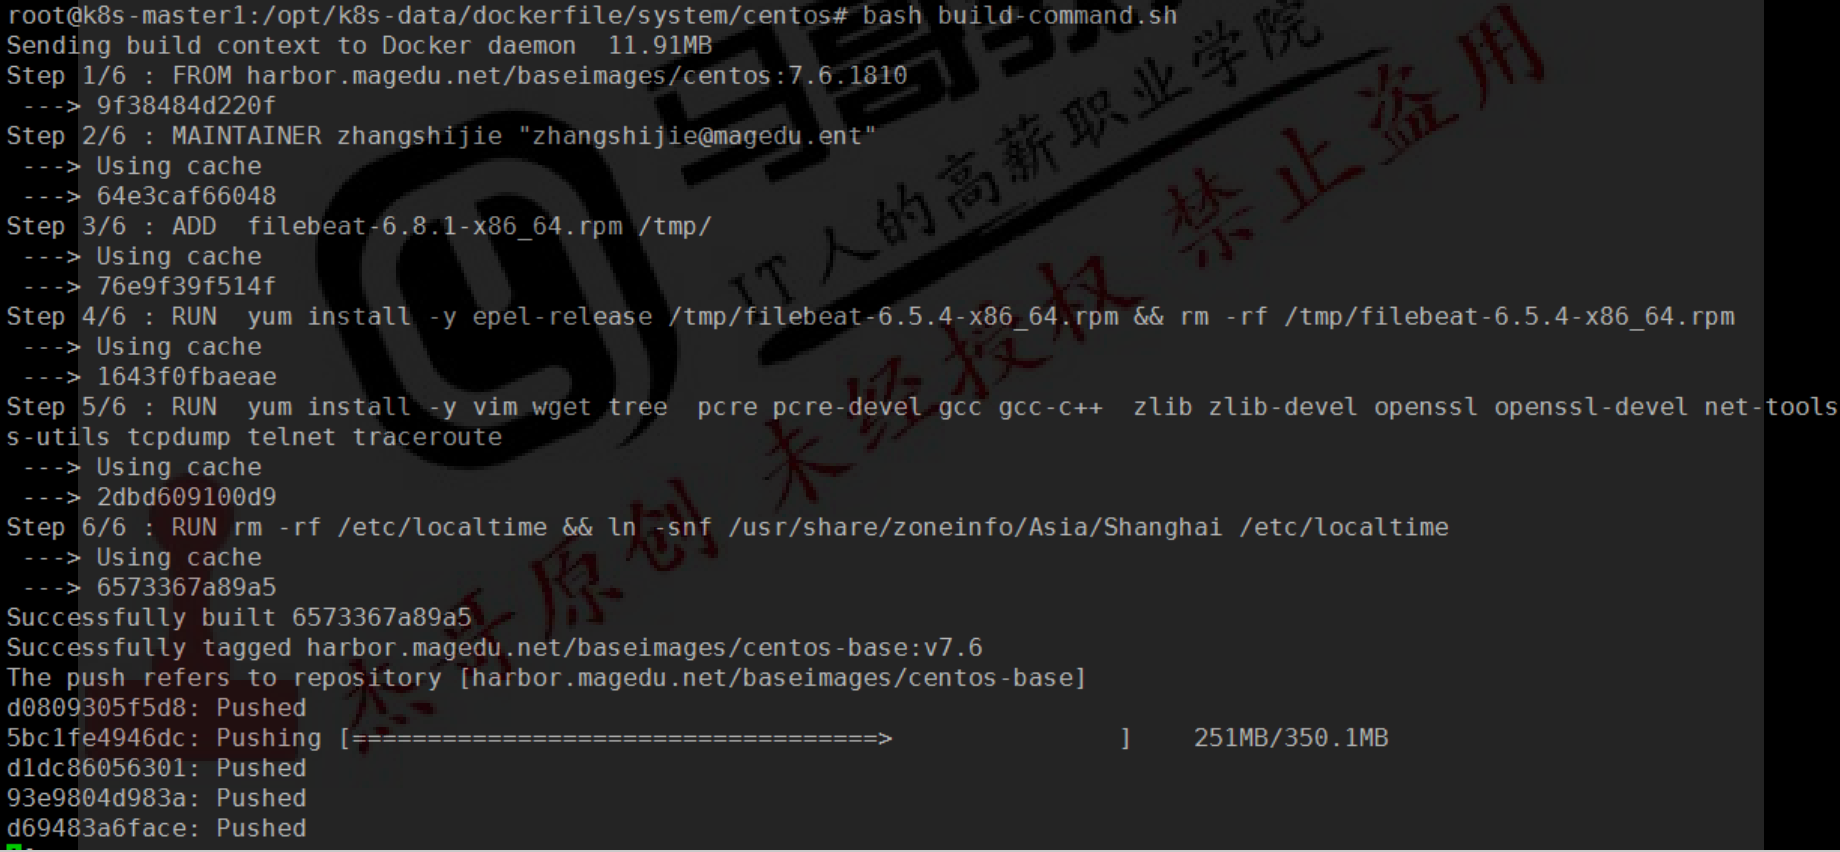 root@k8s-master1:/opt/k8s-data/dockerfile/system/centos# bash build-command.sh
Sending build context to Docker daemon  11.91MB
Step 1/6 : FROM harbor.magedu.net/baseimages/centos:7.6.1810
 ---> 9f38484d220f
Step 2/6 : MAINTAINER zhangshijie "zhangshijie@magedu.ent"
 ---> Using cache
 ---> 64e3caf66048
Step 3/6 : ADD  filebeat-6.8.1-x86_64.rpm /tmp/
 ---> Using cache
 ---> 76e9f39f514f
Step 4/6 : RUN  yum install -y epel-release /tmp/filebeat-6.5.4-x86_64.rpm && rm -rf /tmp/filebeat-6.5.4-x86_64.rpm
 ---> Using cache
 ---> 1643f0fbaeae
Step 5/6 : RUN  yum install -y vim wget tree  pcre pcre-devel gcc gcc-c++  zlib zlib-devel openssl openssl-devel net-tools
s-utils tcpdump telnet traceroute
 ---> Using cache
 ---> 2dbd609100d9
Step 6/6 : RUN rm -rf /etc/localtime && ln -snf /usr/share/zoneinfo/Asia/Shanghai /etc/localtime
 ---> Using cache
 ---> 6573367a89a5
Successfully built 6573367a89a5
Successfully tagged harbor.magedu.net/baseimages/centos-base:v7.6
The push refers to repository [harbor.magedu.net/baseimages/centos-base]
d0809305f5d8: Pushed
5bc1fe4946dc: Pushing [===================================>               ]    251MB/350.1MB
d1dc86056301: Pushed
93e9804d983a: Pushed
d69483a6face: Pushed
马哥教
IT人的高薪职业学院
杰哥原创 未经授权 禁止盗用